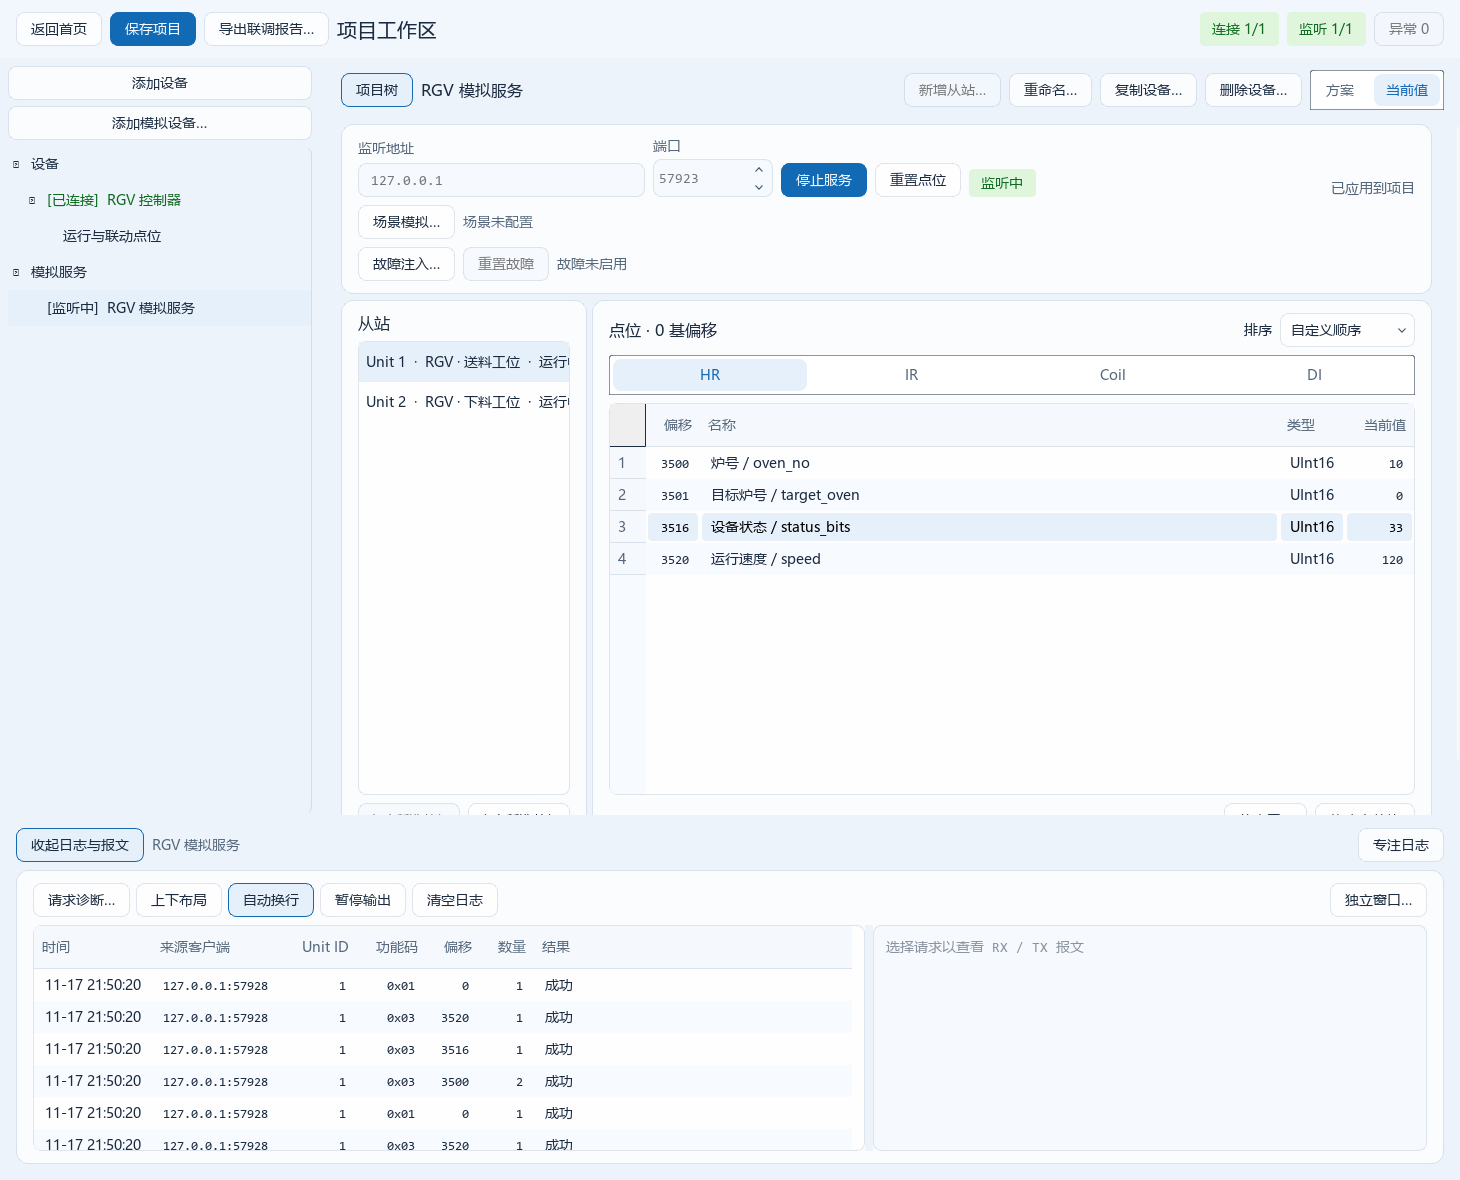 返回首页 保存项目 导出联调报告... 项目工作区 连接 1/1 监听 1/1 异常 0
添加设备
添加模拟设备...
设备
[已连接] RGV 控制器
运行与联动点位
模拟服务
[监听中] RGV 模拟服务
项目树 RGV 模拟服务 新增从站... 重命名... 复制设备... 删除设备... 方案 当前值
监听地址 端口
127.0.0.1 57923 停止服务 重置点位 监听中 已应用到项目
场景模拟... 场景未配置
故障注入... 重置故障 故障未启用
从站
Unit 1 · RGV · 送料工位 · 运行
Unit 2 · RGV · 下料工位 · 运行
点位 · 0 基偏移 排序 自定义顺序
HR IR Coil DI
偏移 名称 类型 当前值
1 3500 炉号 / oven_no UInt16 10
2 3501 目标炉号 / target_oven UInt16 0
3 3516 设备状态 / status_bits UInt16 33
4 3520 运行速度 / speed UInt16 120
收起日志与报文 RGV 模拟服务 专注日志
请求诊断... 上下布局 自动换行 暂停输出 清空日志 独立窗口...
时间 来源客户端 Unit ID 功能码 偏移 数量 结果
11-17 21:50:20 127.0.0.1:57928 1 0x01 0 1 成功
11-17 21:50:20 127.0.0.1:57928 1 0x03 3520 1 成功
11-17 21:50:20 127.0.0.1:57928 1 0x03 3516 1 成功
11-17 21:50:20 127.0.0.1:57928 1 0x03 3500 2 成功
11-17 21:50:20 127.0.0.1:57928 1 0x01 0 1 成功
11-17 21:50:20 127.0.0.1:57928 1 0x03 3520 1 成功
选择请求以查看 RX / TX 报文